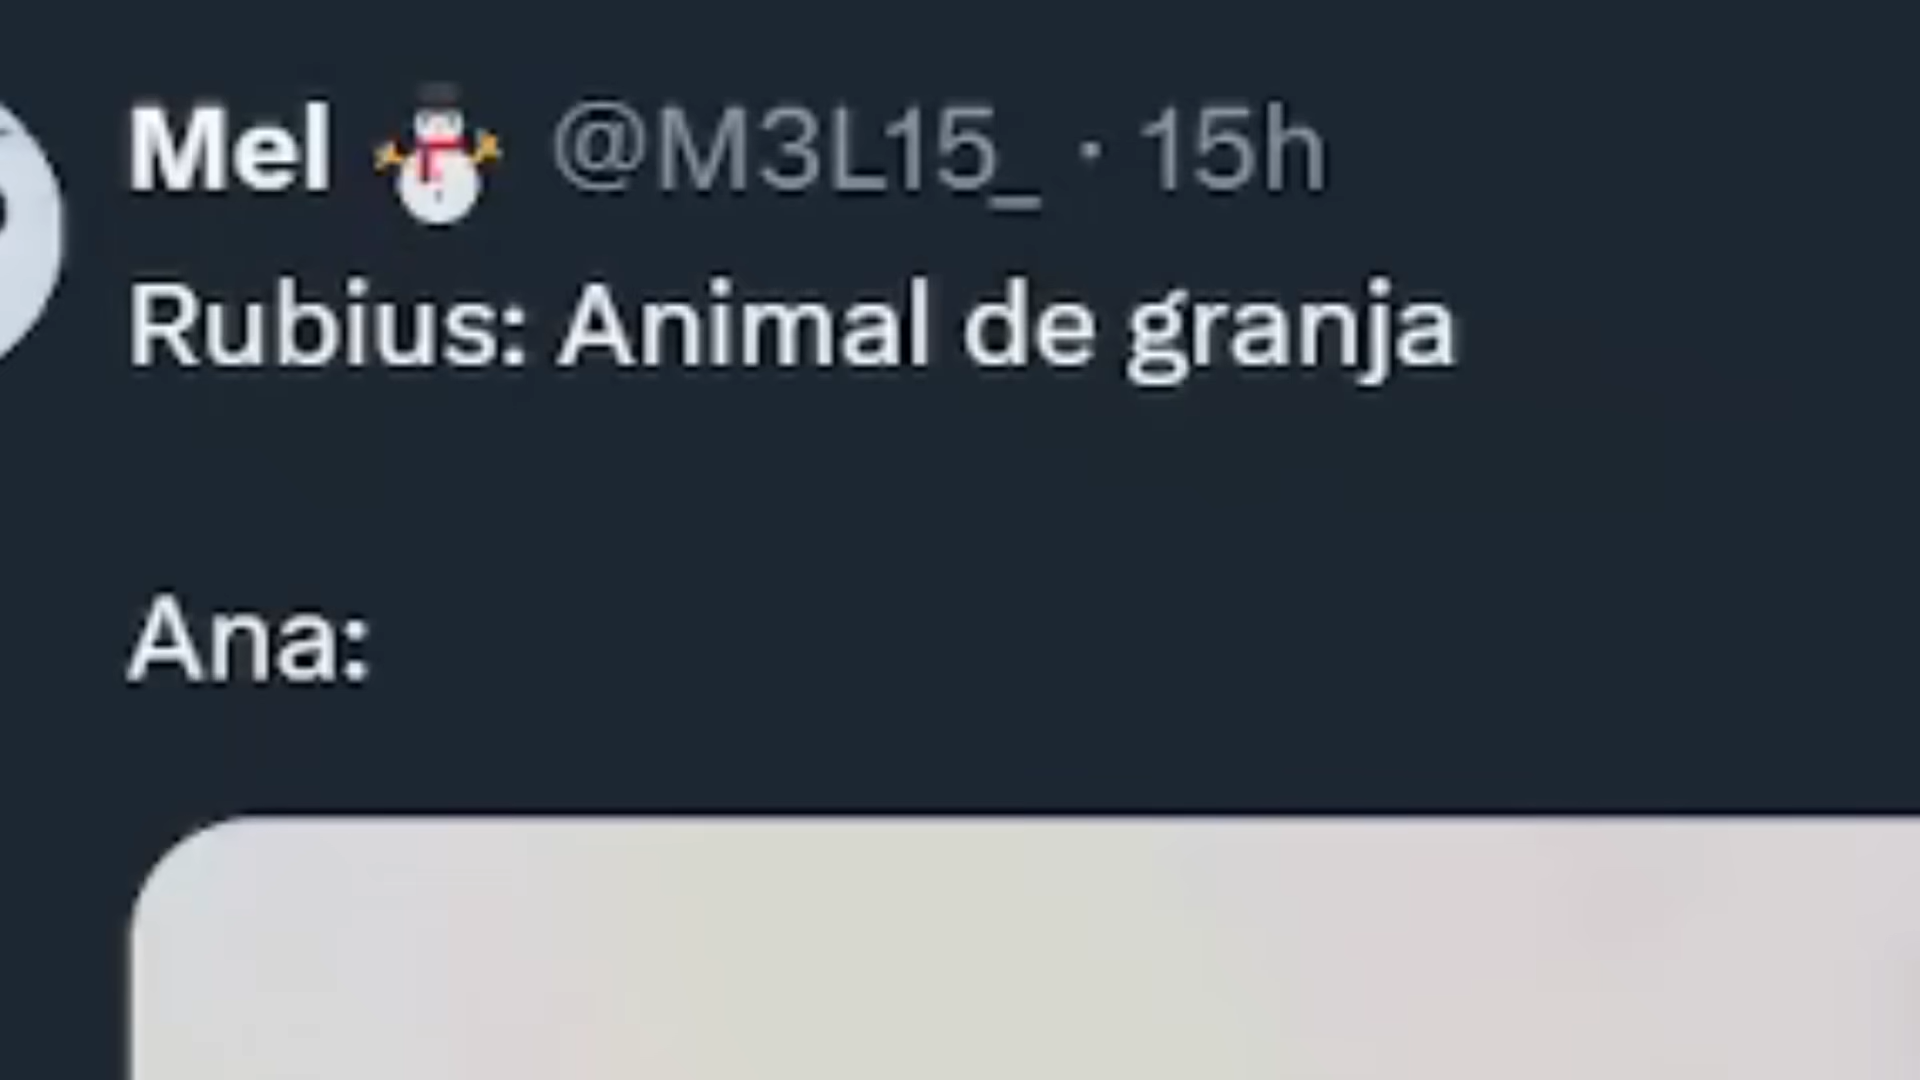 Mel ⛄ @M3L15_ · 15h
Rubius: Animal de granja
Ana: